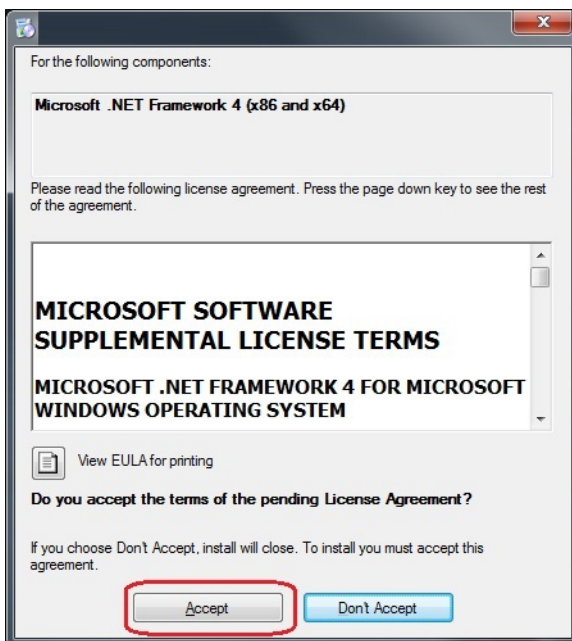 For the following components:
Microsoft .NET Framework 4 (x86 and x64)
Please read the following license agreement. Press the page down key to see the rest
of the agreement.
MICROSOFT SOFTWARE
SUPPLEMENTAL LICENSE TERMS
MICROSOFT .NET FRAMEWORK 4 FOR MICROSOFT
WINDOWS OPERATING SYSTEM
View EULA for printing
Do you accept the terms of the pending License Agreement?
If you choose Don't Accept, install will close. To install you must accept this
agreement.
Accept
Don't Accept